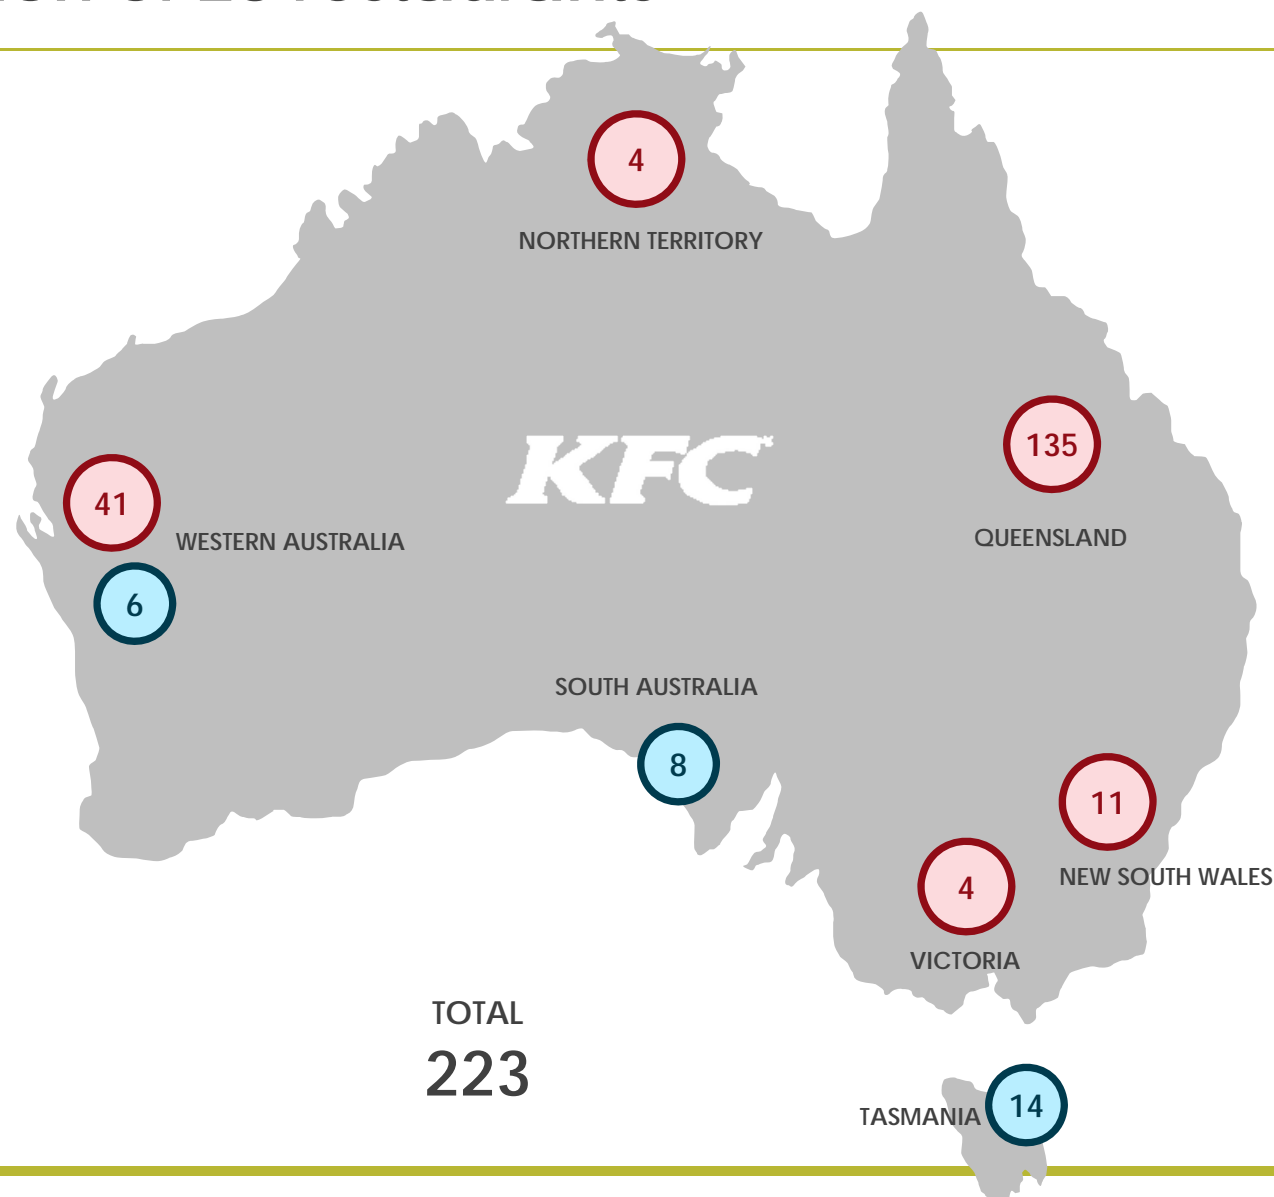 4
NORTHERN TERRITORY
KFC
135
QUEENSLAND
41
WESTERN AUSTRALIA
6
SOUTH AUSTRALIA
8
11
NEW SOUTH WALES
4
VICTORIA
TOTAL
223
TASMANIA 14